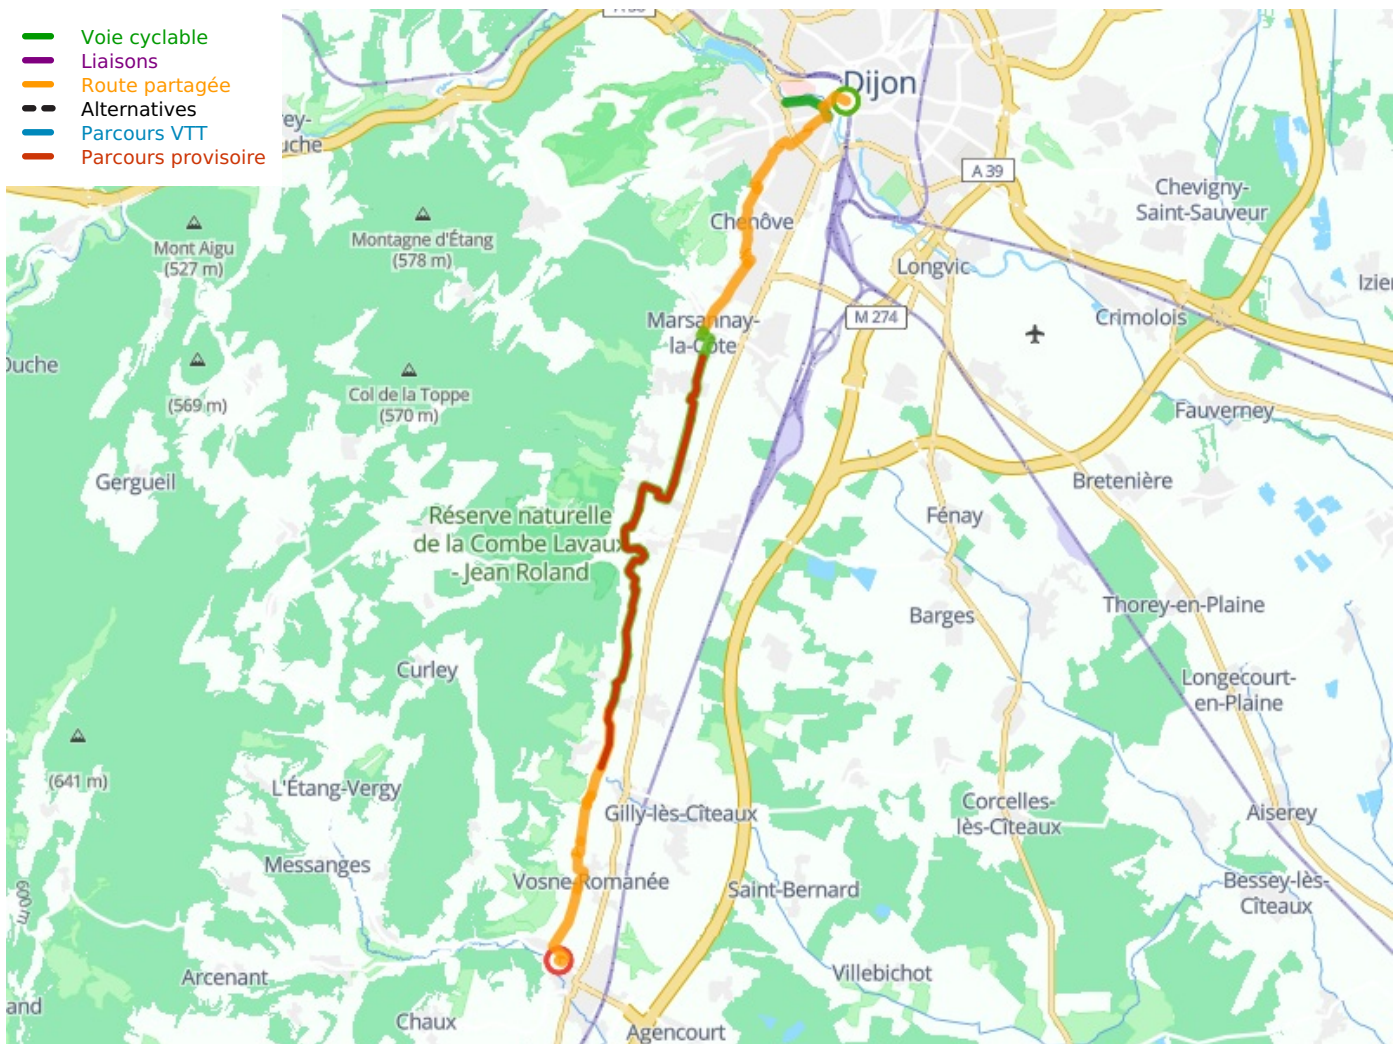 Voie cyclable
Liaisons
Route partagée
Alternatives
Parcours VTT
Parcours provisoire
Dijon
A 39
Chevigny-
Saint-Sauveur
Mont Aigu
(527 m)
Montagne d'Étang
(578 m)
Chenôve
Longvic
Izier
Marsannay-
la-Côte
M 274
Crimolois
(569 m)
Col de la Toppe
(570 m)
Fauverney
Gergueil
Bretenière
Réserve naturelle
de la Combe Lavaux
- Jean Roland
Fénay
Barges
Thorey-en-Plaine
Curley
Longecourt-
en-Plaine
(641 m)
L'Étang-Vergy
Gilly-lès-Cîteaux
Corcelles-
lès-Cîteaux
Aiserey
Messanges
Vosne-Romanée
Saint-Bernard
Bessey-lès-
Cîteaux
600 m
Arcenant
Villebichot
and
Chaux
Agencourt